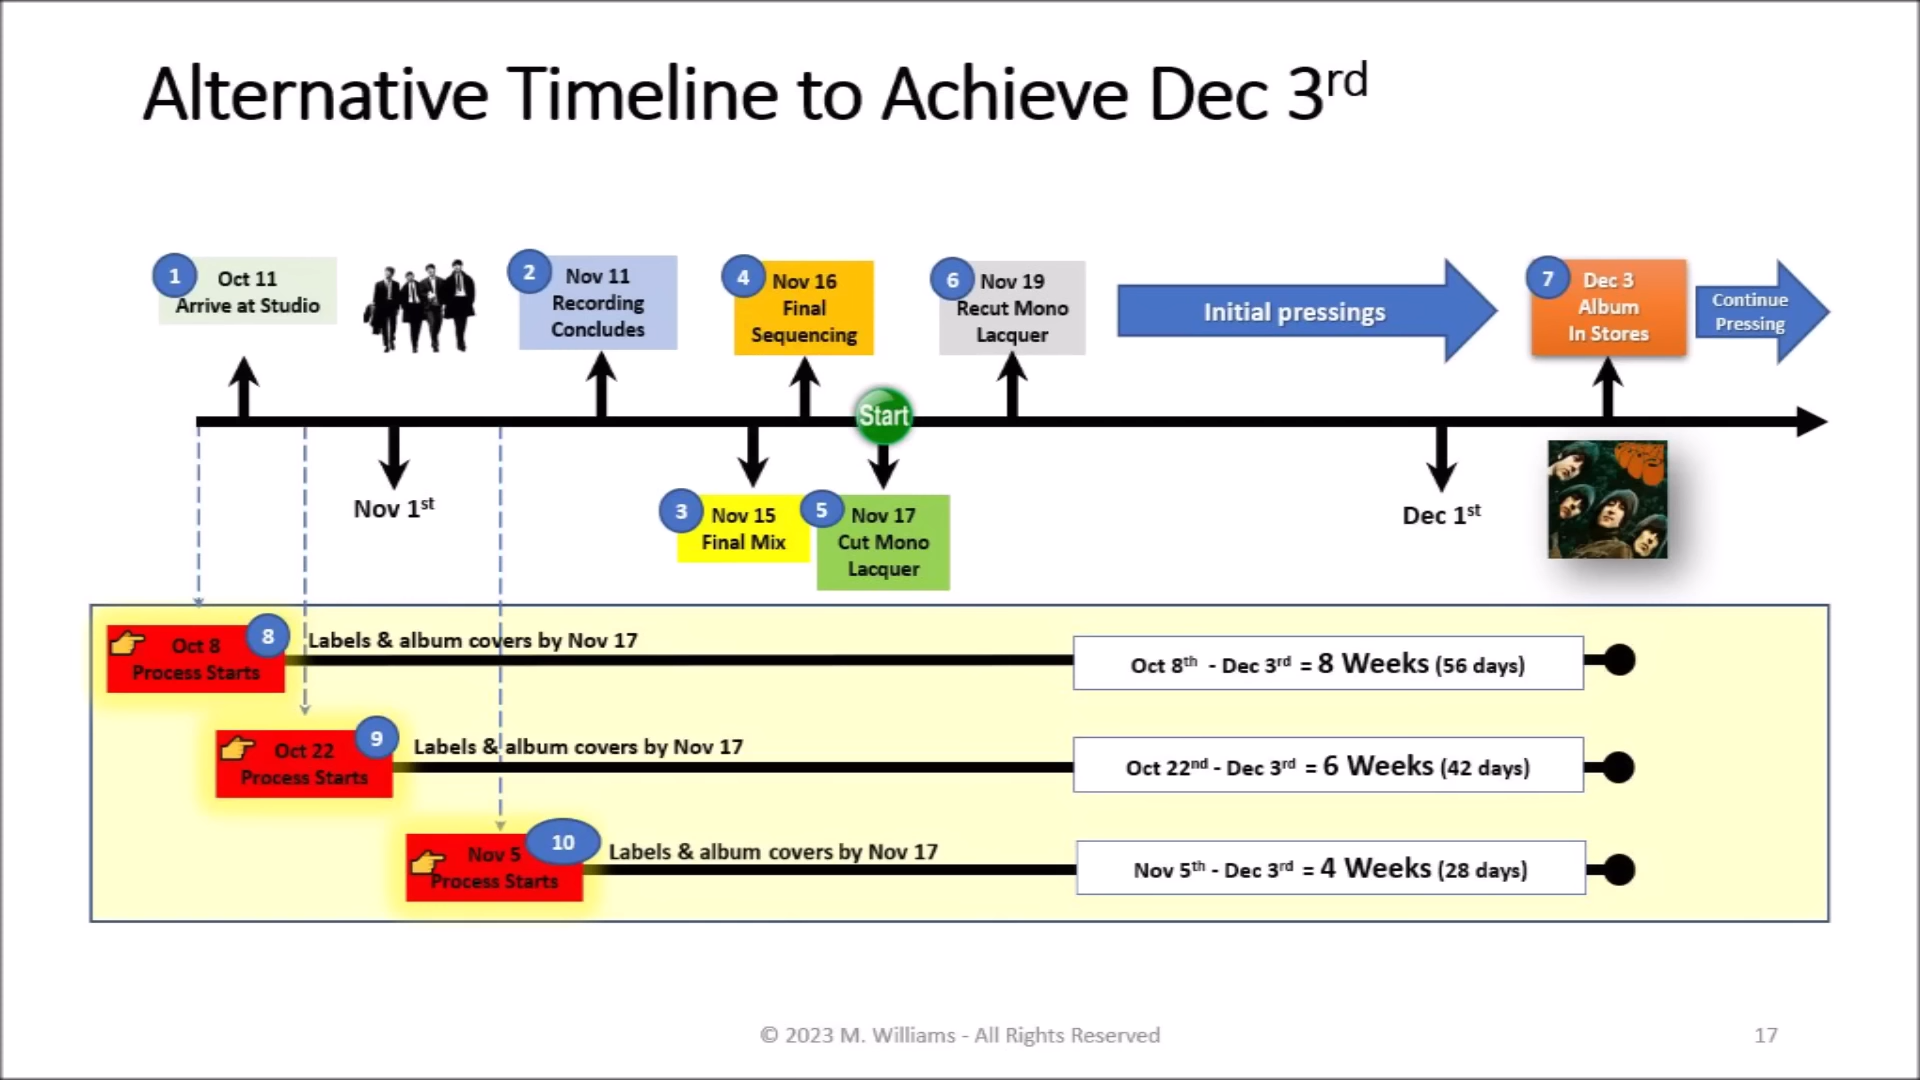 Alternative Timeline to Achieve Dec 3rd
1
Oct 11
Arrive at Studio
2
Nov 11
Recording
Concludes
4
Nov 16
Final
Sequencing
6
Nov 19
Recut Mono
Lacquer
Initial pressings
7
Dec 3
Album
In Stores
Continue
Pressing
Start
Nov 1st
3
Nov 15
Final Mix
5
Nov 17
Cut Mono
Lacquer
Dec 1st
8
Oct 8
Process Starts
Labels & album covers by Nov 17
Oct 8th - Dec 3rd = 8 Weeks (56 days)
9
Oct 22
Process Starts
Labels & album covers by Nov 17
Oct 22nd - Dec 3rd = 6 Weeks (42 days)
10
Nov 5
Process Starts
Labels & album covers by Nov 17
Nov 5th - Dec 3rd = 4 Weeks (28 days)
© 2023 M. Williams - All Rights Reserved
17